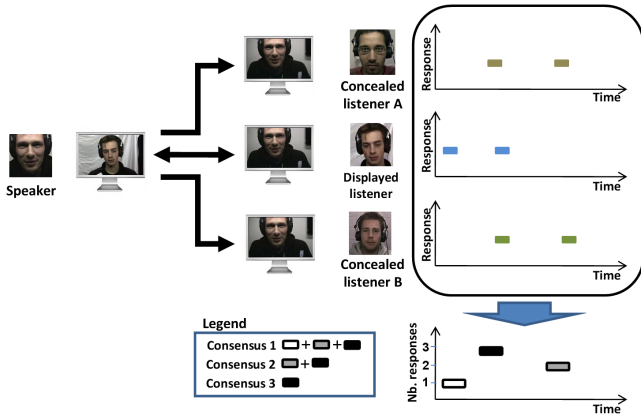 Speaker
Concealed
listener A
Displayed
listener
Concealed
listener B
Response
Time
Response
Time
Response
Time
Legend
Consensus 1 + +
Consensus 2 +
Consensus 3
Nb. responses
3
2
1
Time